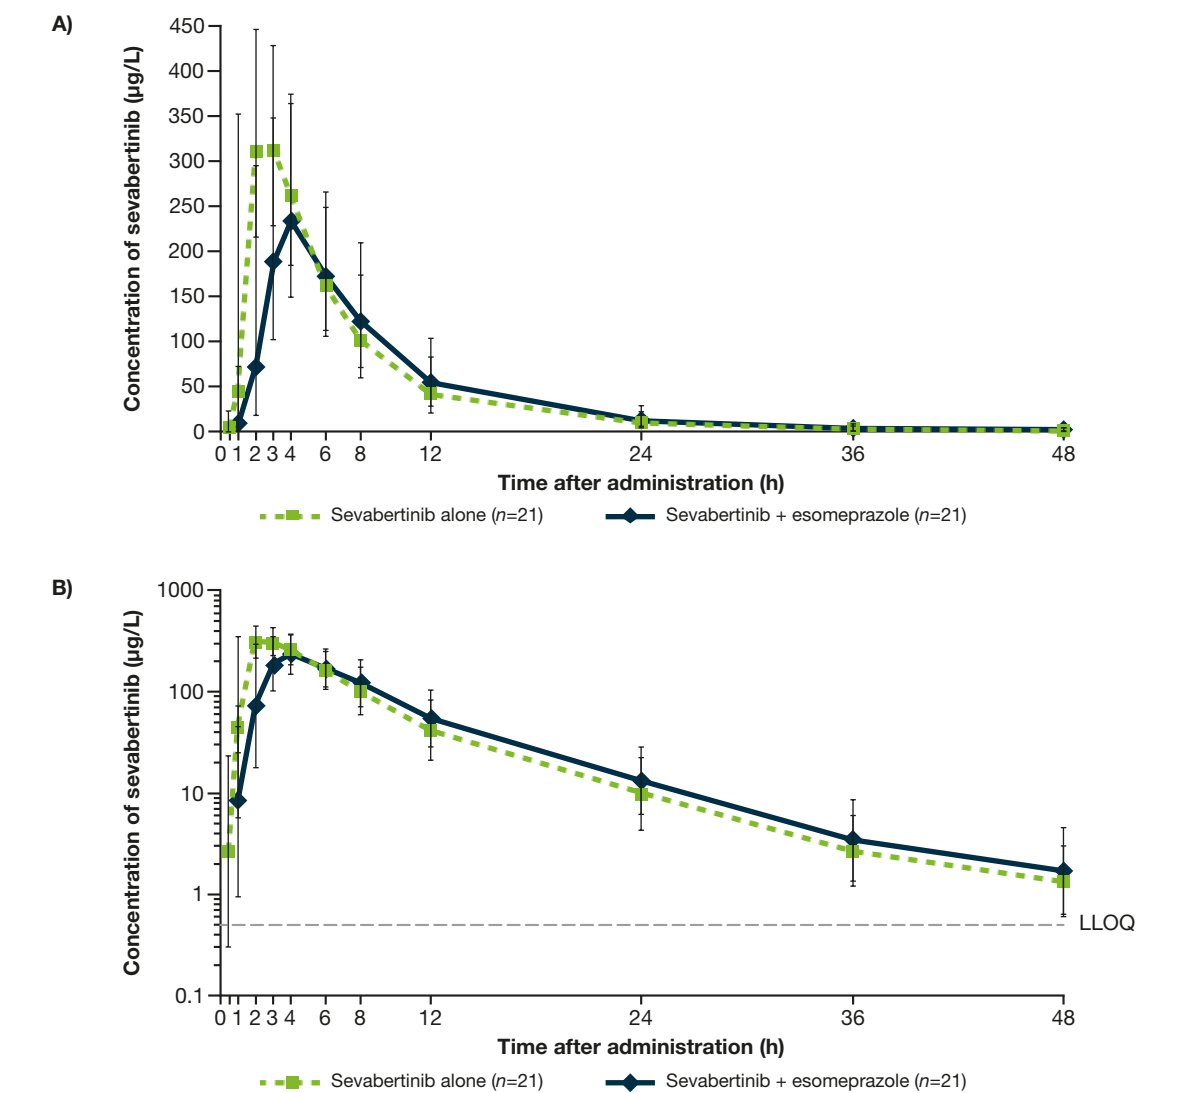 A)
Concentration of sevabertinib (µg/L)
450
400
350
300
250
200
150
100
50
0
0 1 2 3 4 6 8 12 24 36 48
Time after administration (h)
Sevabertinib alone (n=21) Sevabertinib + esomeprazole (n=21)
B)
Concentration of sevabertinib (µg/L)
1000
100
10
1
0.1
LLOQ
0 1 2 3 4 6 8 12 24 36 48
Time after administration (h)
Sevabertinib alone (n=21) Sevabertinib + esomeprazole (n=21)